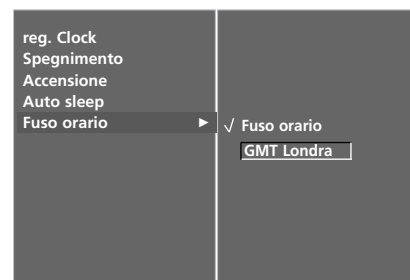 reg. Clock
Spegnimento
Accensione
Auto sleep
Fuso orario ►
√ Fuso orario
GMT Londra